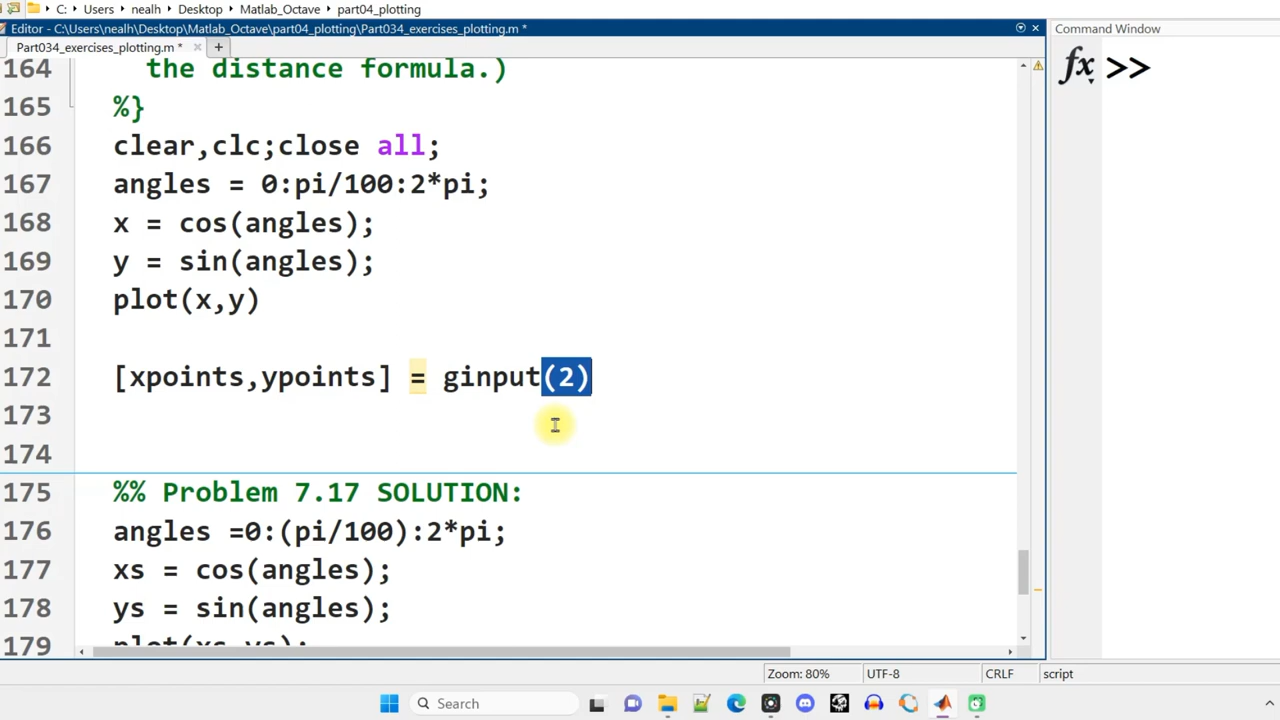 C: › Users › nealh › Desktop › Matlab_Octave › part04_plotting
Editor - C:\Users\nealh\Desktop\Matlab_Octave\part04_plotting\Part034_exercises_plotting.m *
Command Window
Part034_exercises_plotting.m * × +
fx >>
164 the distance formula.)
165 %}
166 clear,clc;close all;
167 angles = 0:pi/100:2*pi;
168 x = cos(angles);
169 y = sin(angles);
170 plot(x,y)
171
172 [xpoints,ypoints] = ginput(2)
173
174
175 %% Problem 7.17 SOLUTION:
176 angles =0:(pi/100):2*pi;
177 xs = cos(angles);
178 ys = sin(angles);
179 plot(xs,ys);
Zoom: 80% UTF-8 CRLF script
Search